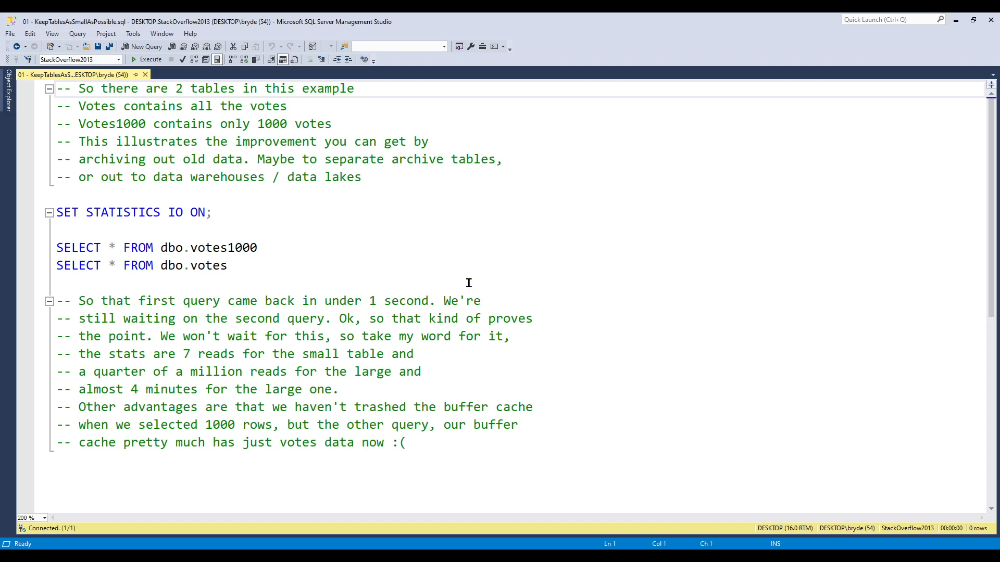 01 - KeepTablesAsSmallAsPossible.sql - DESKTOP.StackOverflow2013 (DESKTOP\bryde (54)) - Microsoft SQL Server Management Studio
Quick Launch (Ctrl+Q)
File Edit View Query Project Tools Window Help
New Query
StackOverflow2013 Execute
Object Explorer
01 - KeepTablesAsS...ESKTOP\bryde (54))
-- So there are 2 tables in this example
-- Votes contains all the votes
-- Votes1000 contains only 1000 votes
-- This illustrates the improvement you can get by
-- archiving out old data. Maybe to separate archive tables,
-- or out to data warehouses / data lakes
SET STATISTICS IO ON;
SELECT * FROM dbo.votes1000
SELECT * FROM dbo.votes
-- So that first query came back in under 1 second. We're
-- still waiting on the second query. Ok, so that kind of proves
-- the point. We won't wait for this, so take my word for it,
-- the stats are 7 reads for the small table and
-- a quarter of a million reads for the large and
-- almost 4 minutes for the large one.
-- Other advantages are that we haven't trashed the buffer cache
-- when we selected 1000 rows, but the other query, our buffer
-- cache pretty much has just votes data now :(
200 %
Connected. (1/1) DESKTOP (16.0 RTM) DESKTOP\bryde (54) StackOverflow2013 00:00:00 0 rows
Ready Ln 1 Col 1 Ch 1 INS